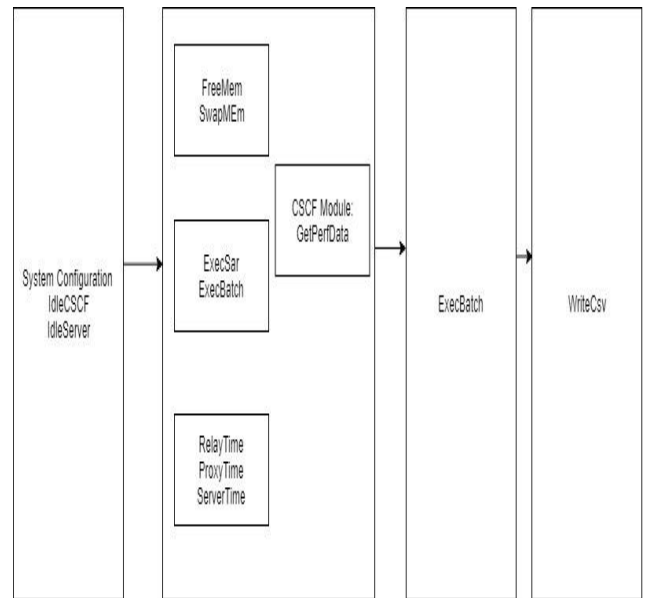 System Configuration
IdleCSCF
IdleServer
FreeMem
SwapMEm
ExecSar
ExecBatch
RelayTime
ProxyTime
ServerTime
CSCF Module:
GetPerfData
ExecBatch
WriteCsv